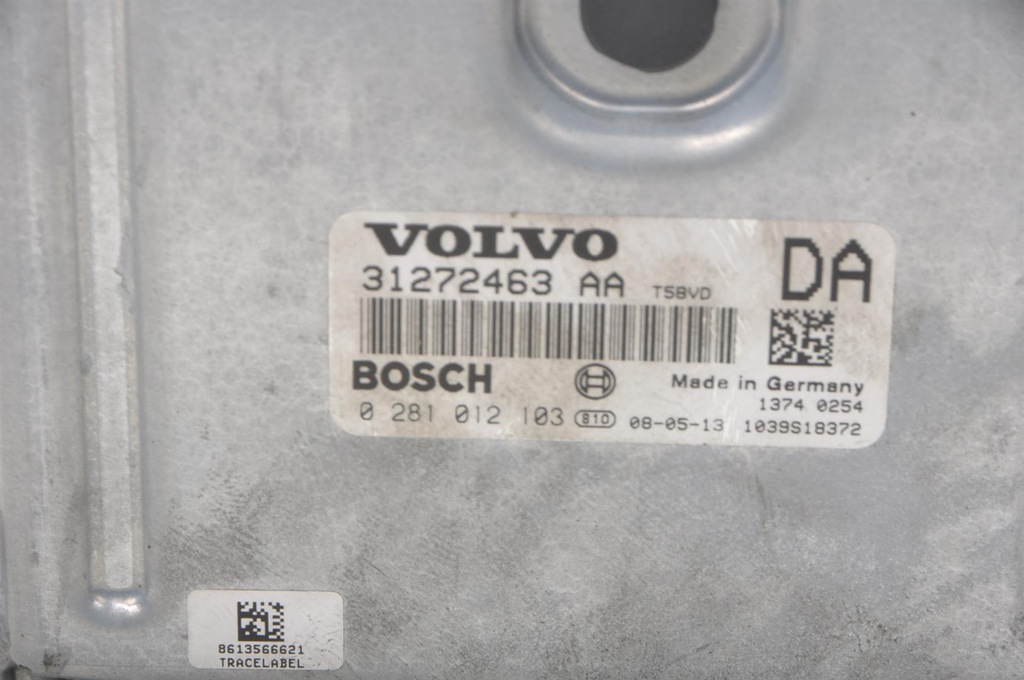 VOLVO
31272463 AA T58VD
DA
BOSCH
Made in Germany
1374 0254
0 281 012 103 810 08-05-13 1039S18372
8613566621
TRACELABEL